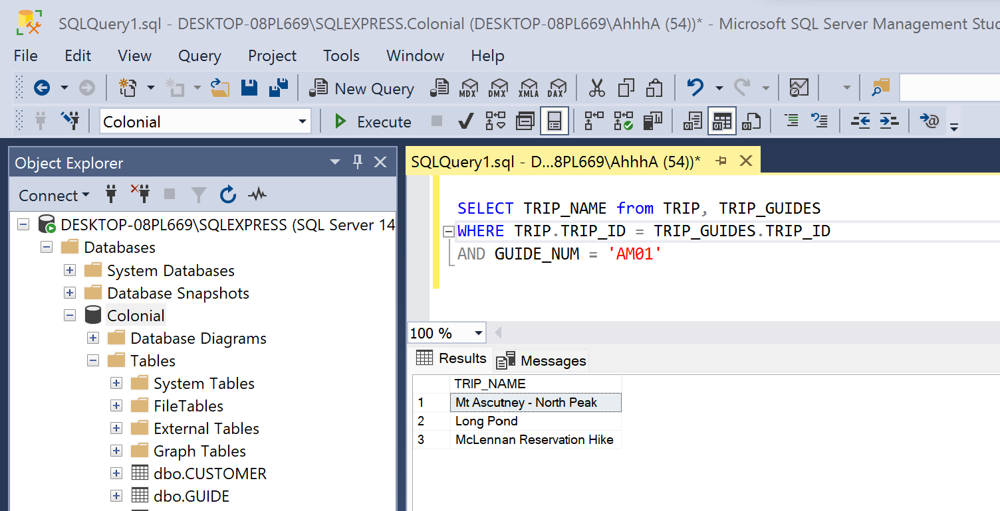 SQLQuery1.sql - DESKTOP-08PL669\SQLEXPRESS.Colonial (DESKTOP-08PL669\AhhhA (54))* - Microsoft SQL Server Management Stu
File Edit View Query Project Tools Window Help
New Query MDX DMX XMLA DAX
Colonial Execute
Object Explorer
SQLQuery1.sql - D...8PL669\AhhhA (54))*
Connect
DESKTOP-08PL669\SQLEXPRESS (SQL Server 14
Databases
System Databases
Database Snapshots
Colonial
Database Diagrams
Tables
System Tables
FileTables
External Tables
Graph Tables
dbo.CUSTOMER
dbo.GUIDE
SELECT TRIP_NAME from TRIP, TRIP_GUIDES
WHERE TRIP.TRIP_ID = TRIP_GUIDES.TRIP_ID
AND GUIDE_NUM = 'AM01'
100 %
Results Messages
TRIP_NAME
1 Mt Ascutney - North Peak
2 Long Pond
3 McLennan Reservation Hike